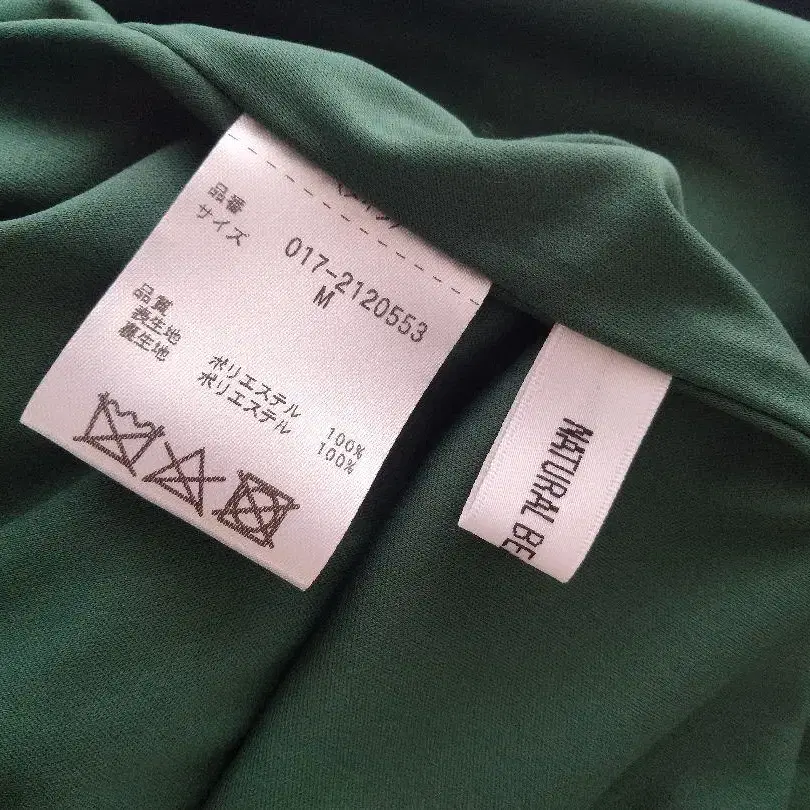 品番
サイズ
017-2120553
M
品質
表生地 ポリエステル 100%
裏生地 ポリエステル 100%
NATURAL BE